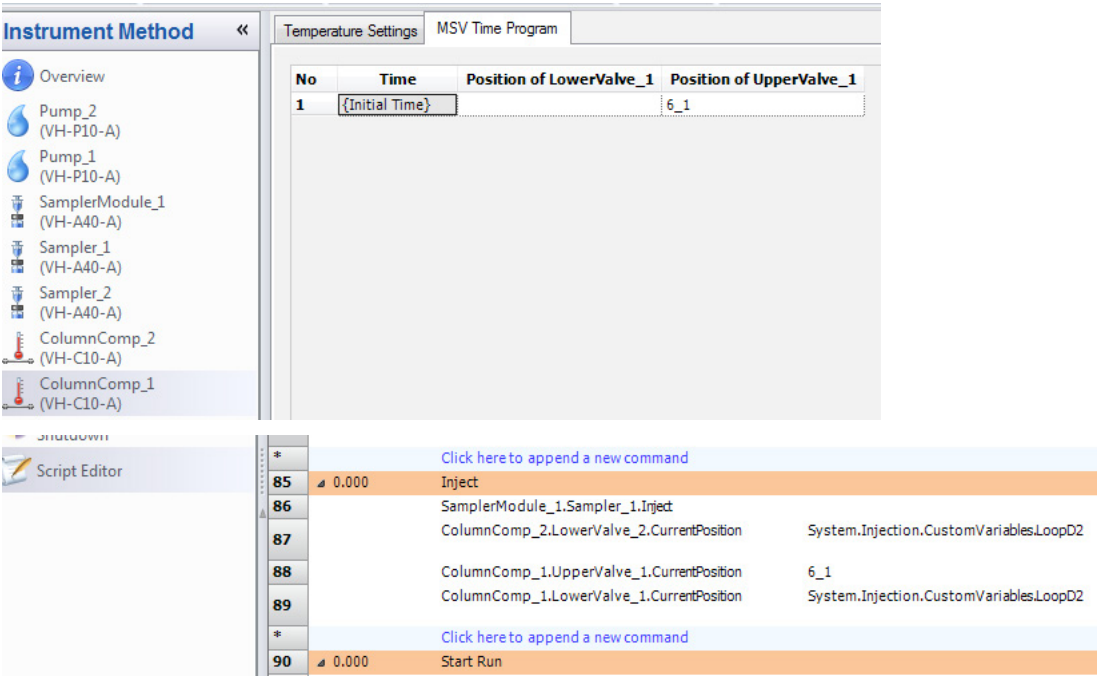 Instrument Method «
Overview
Pump_2
(VH-P10-A)
Pump_1
(VH-P10-A)
SamplerModule_1
(VH-A40-A)
Sampler_1
(VH-A40-A)
Sampler_2
(VH-A40-A)
ColumnComp_2
(VH-C10-A)
ColumnComp_1
(VH-C10-A)
Temperature Settings MSV Time Program
No Time Position of LowerValve_1 Position of UpperValve_1
1 {Initial Time} 6_1
Shutdown
Script Editor
* Click here to append a new command
85 0.000 Inject
86 SamplerModule_1.Sampler_1.Inject
87 ColumnComp_2.LowerValve_2.CurrentPosition System.Injection.CustomVariables.LoopD2
88 ColumnComp_1.UpperValve_1.CurrentPosition 6_1
89 ColumnComp_1.LowerValve_1.CurrentPosition System.Injection.CustomVariables.LoopD2
* Click here to append a new command
90 0.000 Start Run